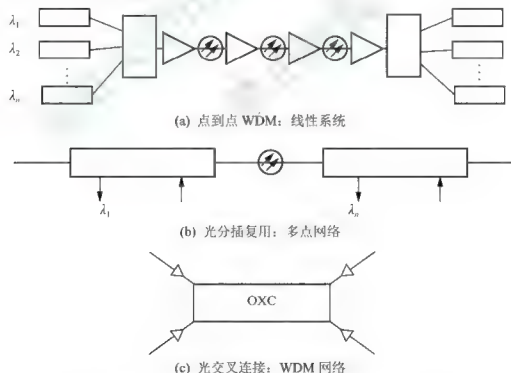 λ₁
λ₂
⋮
λₙ
(a) 点到点 WDM：线性系统
λ₁
λₙ
(b) 光分插复用：多点网络
OXC
(c) 光交叉连接：WDM 网络